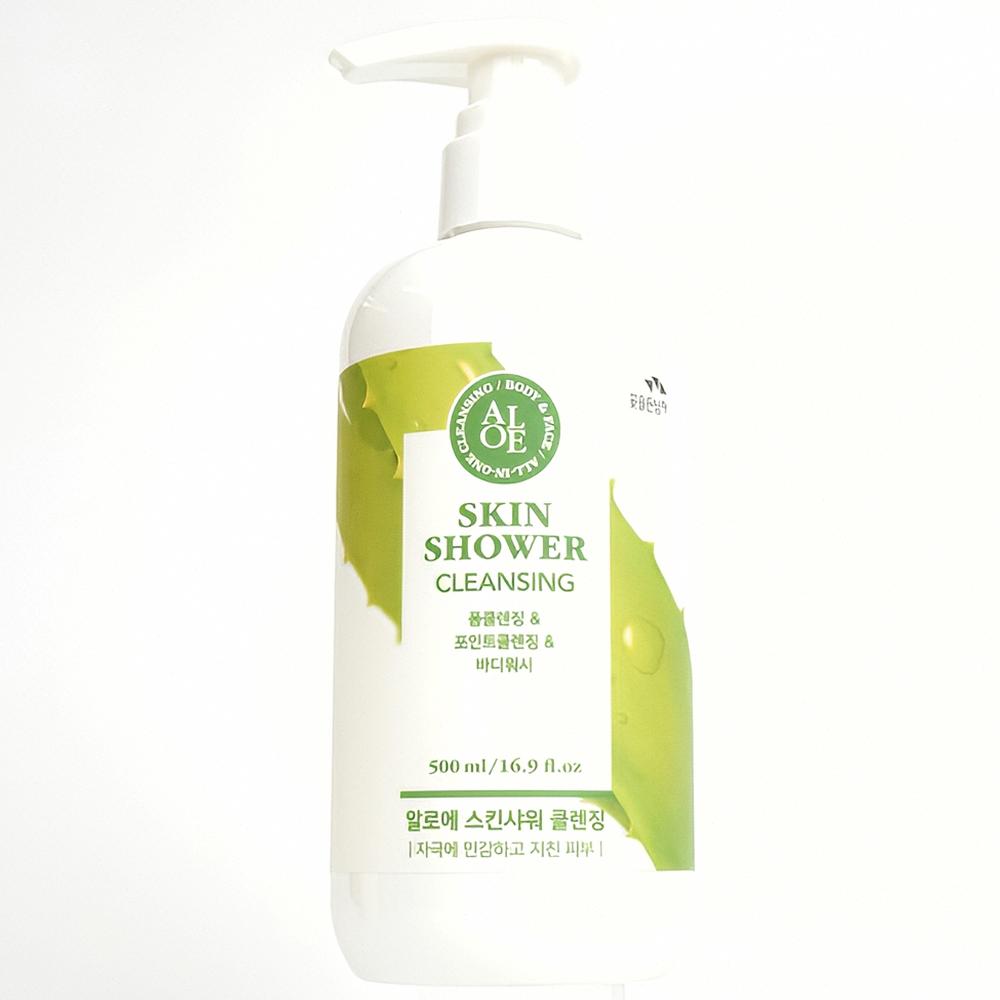 CLEANSING / BODY & FACE / ALL-IN-ONE
AL
OE
SKIN
SHOWER
CLEANSING
폼클렌징 &
포인트클렌징 &
바디워시
500 ml/16.9 fl.oz
알로에 스킨샤워 클렌징
|자극에 민감하고 지친 피부|